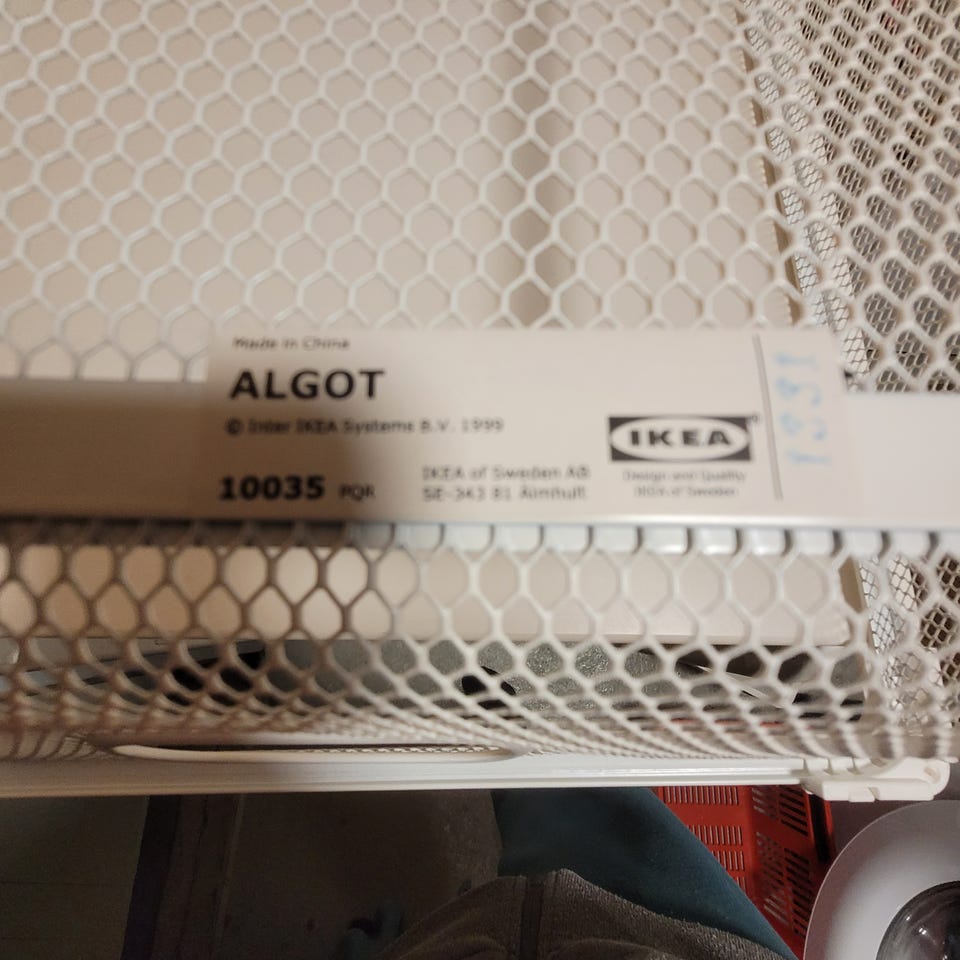 Made in China
ALGOT
© Inter IKEA Systems B.V. 1999
10035 PQR
IKEA of Sweden AB
SE-343 81 Älmhult
IKEA®
Design and Quality
IKEA of Sweden